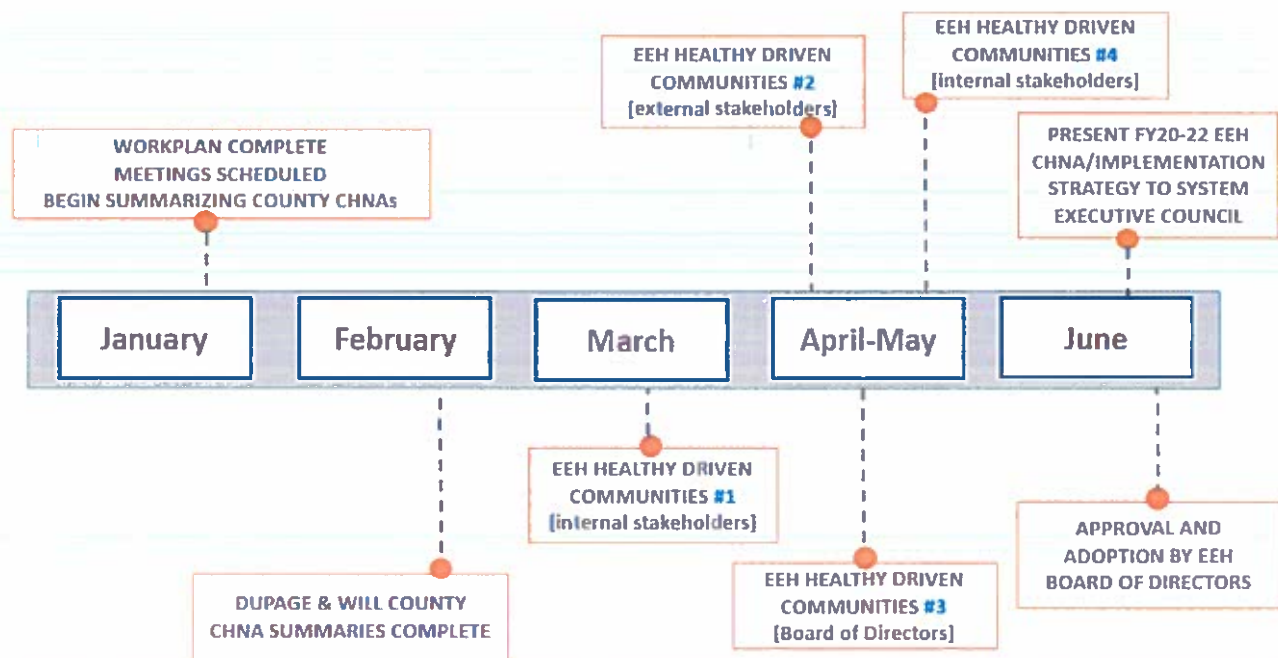 EEH HEALTHY DRIVEN
COMMUNITIES #2
[external stakeholders]
EEH HEALTHY DRIVEN
COMMUNITIES #4
[internal stakeholders]
WORKPLAN COMPLETE
MEETINGS SCHEDULED
BEGIN SUMMARIZING COUNTY CHNAs
PRESENT FY20-22 EEH
CHNA/IMPLEMENTATION
STRATEGY TO SYSTEM
EXECUTIVE COUNCIL
January
February
March
April-May
June
EEH HEALTHY DRIVEN
COMMUNITIES #1
[internal stakeholders]
DUPAGE & WILL COUNTY
CHNA SUMMARIES COMPLETE
EEH HEALTHY DRIVEN
COMMUNITIES #3
[Board of Directors]
APPROVAL AND
ADOPTION BY EEH
BOARD OF DIRECTORS